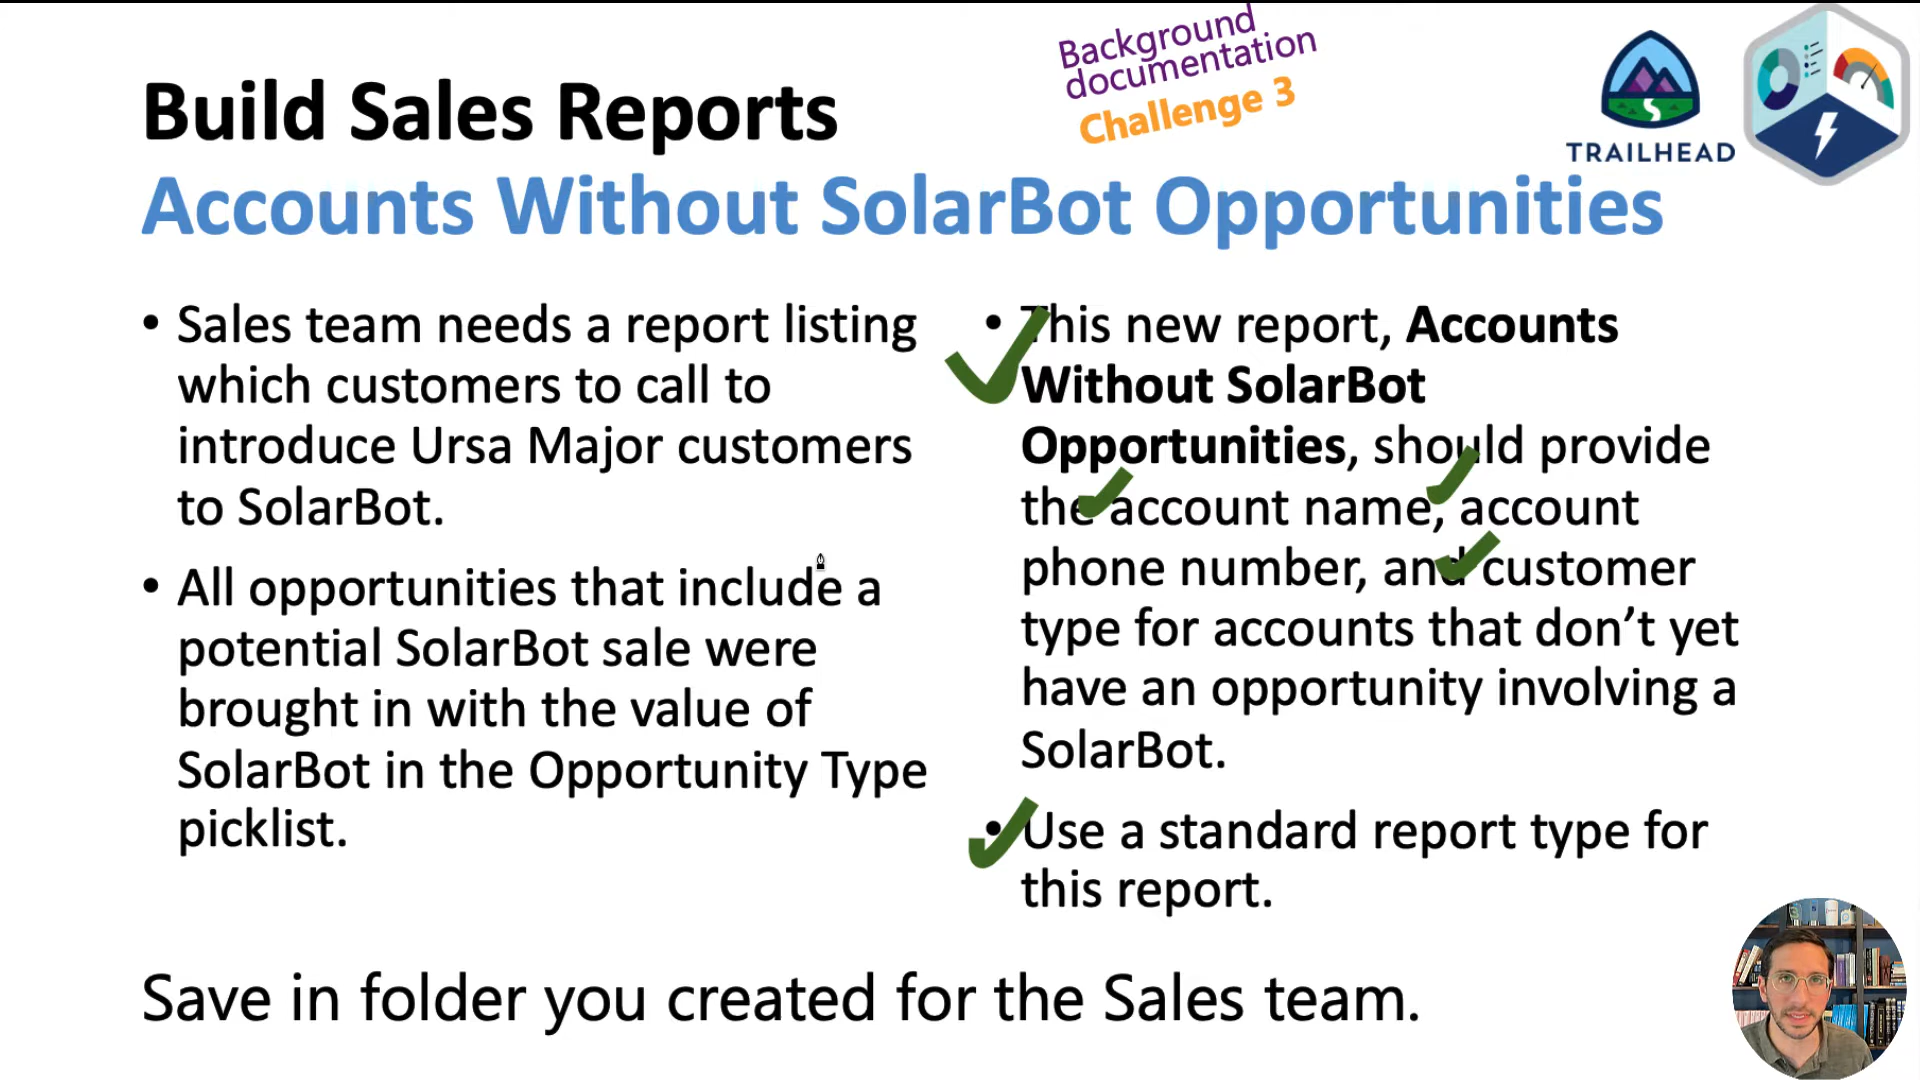 Background
documentation
Challenge 3
TRAILHEAD
Build Sales Reports
Accounts Without SolarBot Opportunities
• Sales team needs a report listing
which customers to call to
introduce Ursa Major customers
to SolarBot.
• All opportunities that include a
potential SolarBot sale were
brought in with the value of
SolarBot in the Opportunity Type
picklist.
• This new report, Accounts
Without SolarBot
Opportunities, should provide
the account name, account
phone number, and customer
type for accounts that don’t yet
have an opportunity involving a
SolarBot.
• Use a standard report type for
this report.
Save in folder you created for the Sales team.